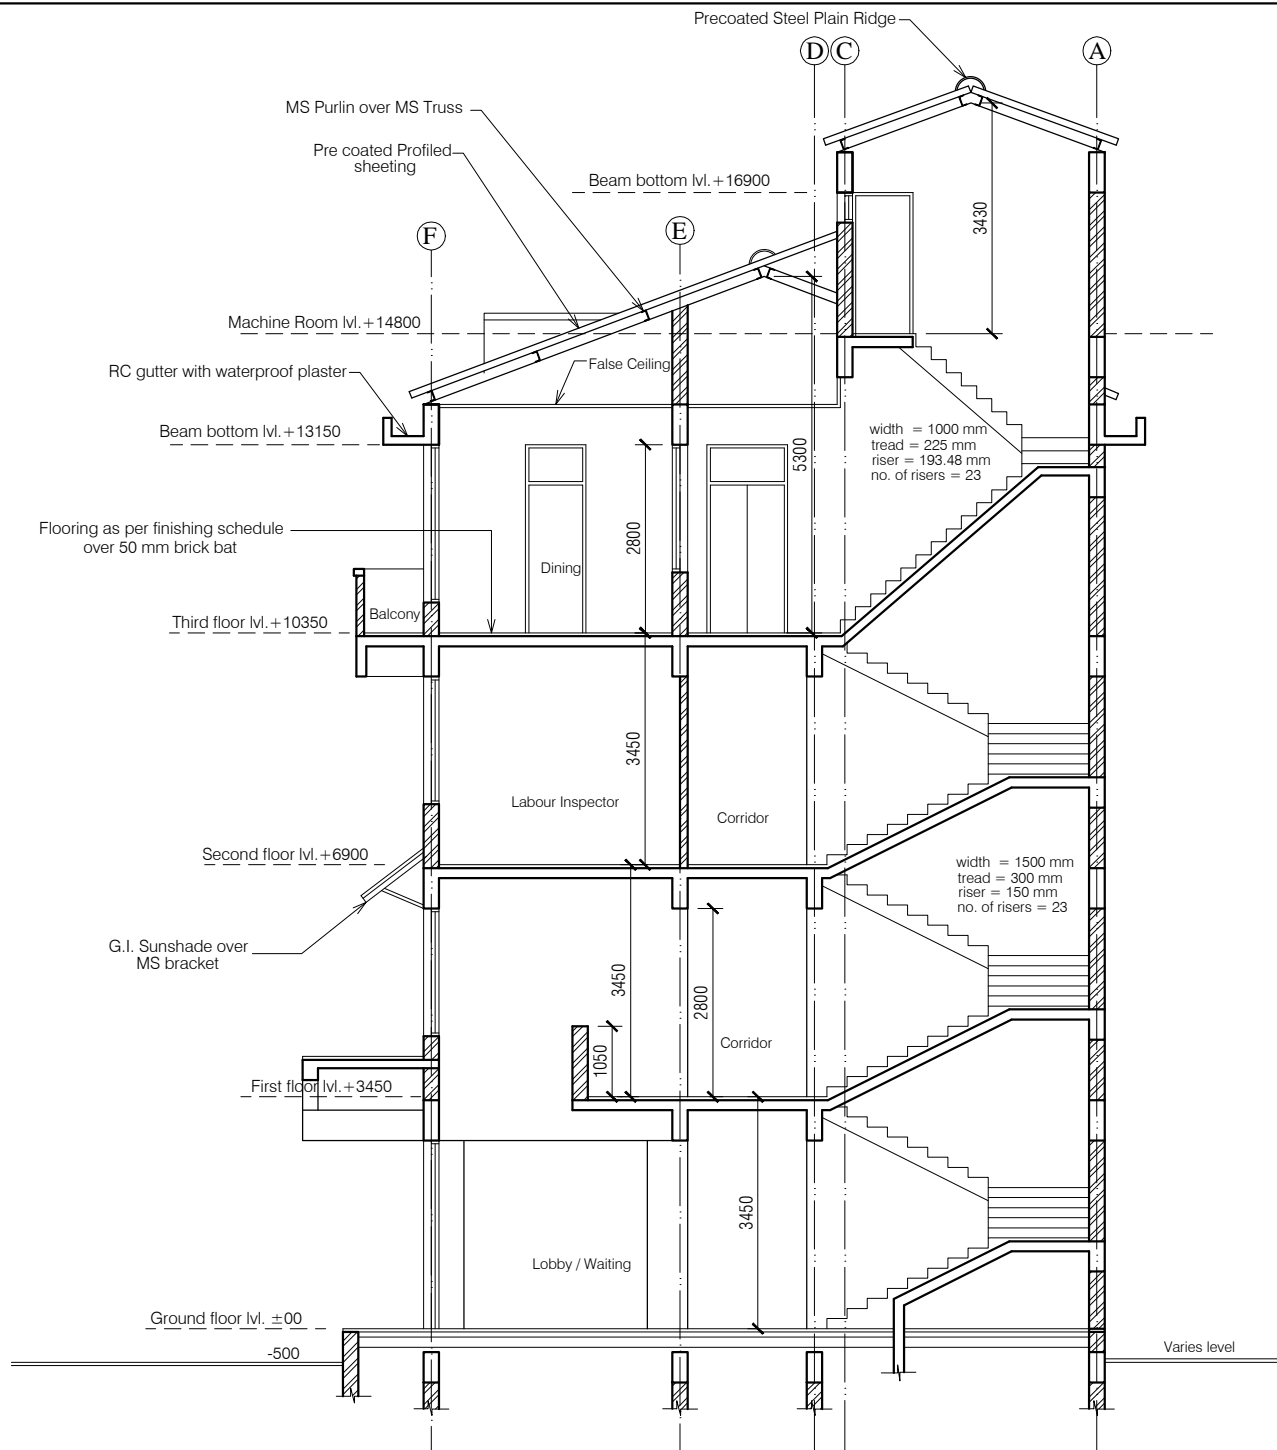 Precoated Steel Plain Ridge
D
C
A
MS Purlin over MS Truss
Pre coated Profiled
sheeting
Beam bottom lvl.+16900
F
E
3430
Machine Room lvl.+14800
False Ceiling
RC gutter with waterproof plaster
Beam bottom lvl.+13150
width = 1000 mm
tread = 225 mm
riser = 193.48 mm
no. of risers = 23
5300
2800
Flooring as per finishing schedule
over 50 mm brick bat
Dining
Balcony
Third floor lvl.+10350
3450
Labour Inspector
Corridor
Second floor lvl.+6900
width = 1500 mm
tread = 300 mm
riser = 150 mm
no. of risers = 23
G.I. Sunshade over
MS bracket
3450
2800
1050
Corridor
First floor lvl.+3450
3450
Lobby / Waiting
Ground floor lvl. ±00
-500
Varies level